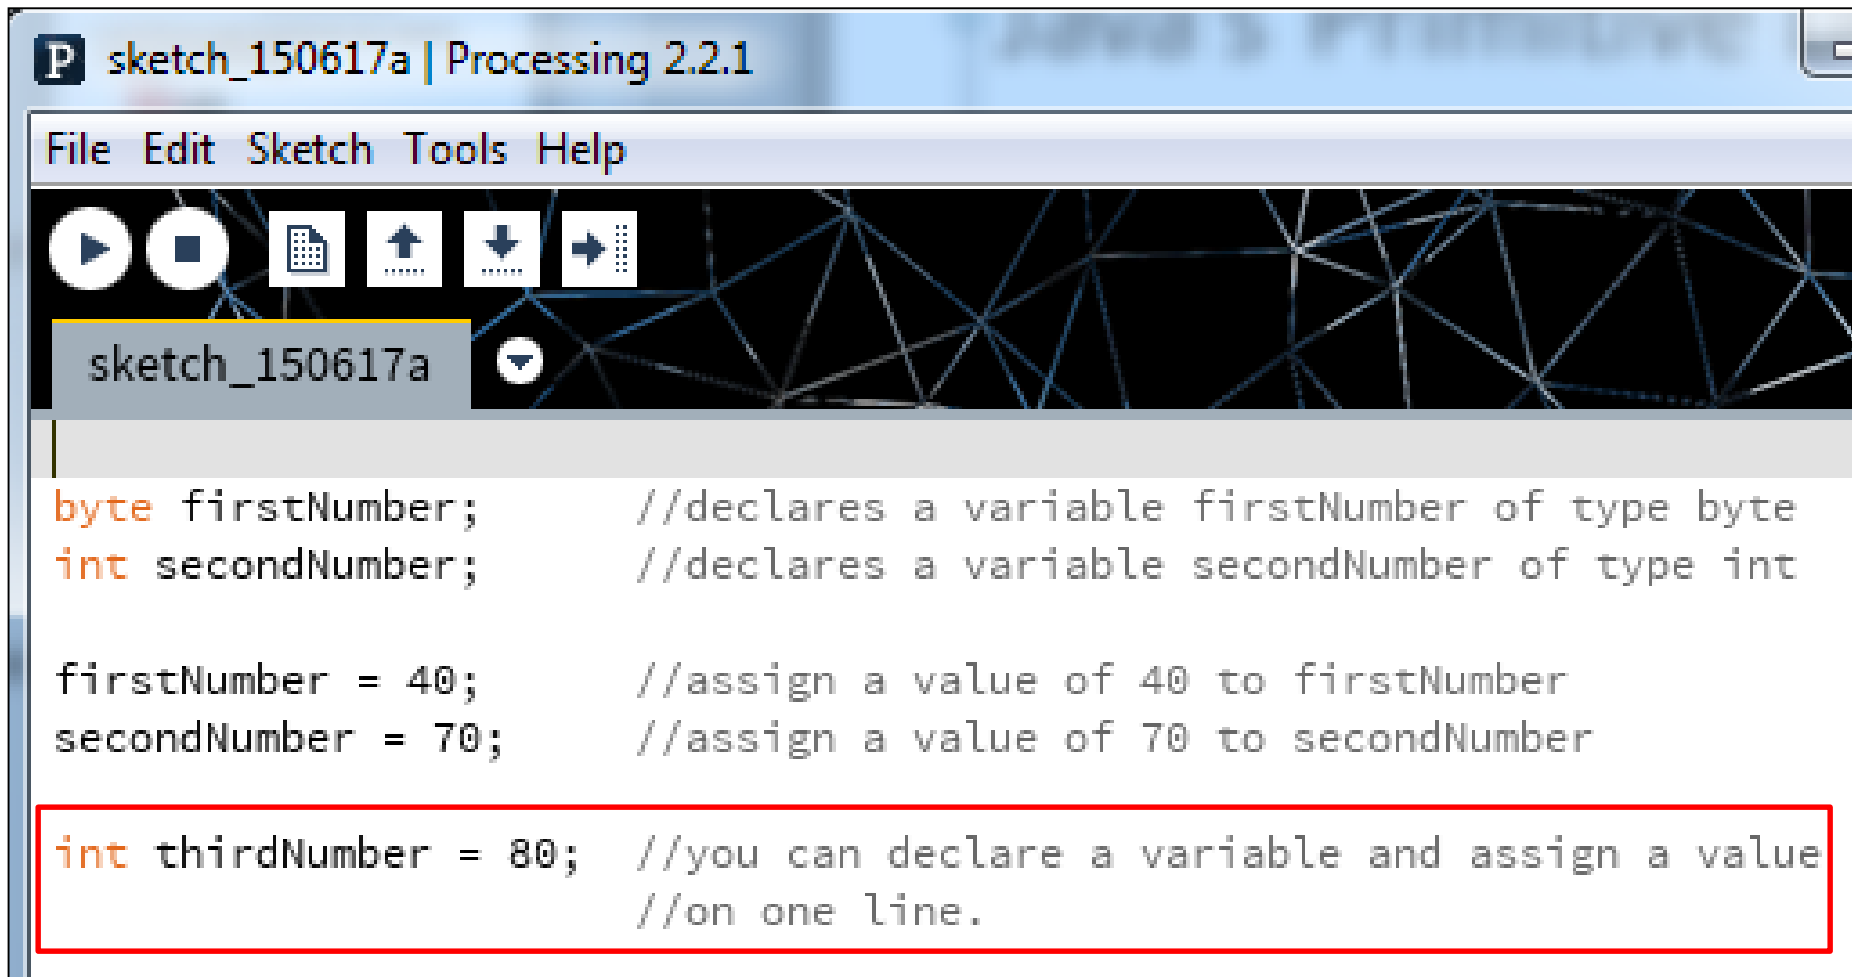 Java's Primitive
P sketch_150617a | Processing 2.2.1
File Edit Sketch Tools Help
sketch_150617a
byte firstNumber; //declares a variable firstNumber of type byte
int secondNumber; //declares a variable secondNumber of type int
firstNumber = 40; //assign a value of 40 to firstNumber
secondNumber = 70; //assign a value of 70 to secondNumber
int thirdNumber = 80; //you can declare a variable and assign a value
//on one line.